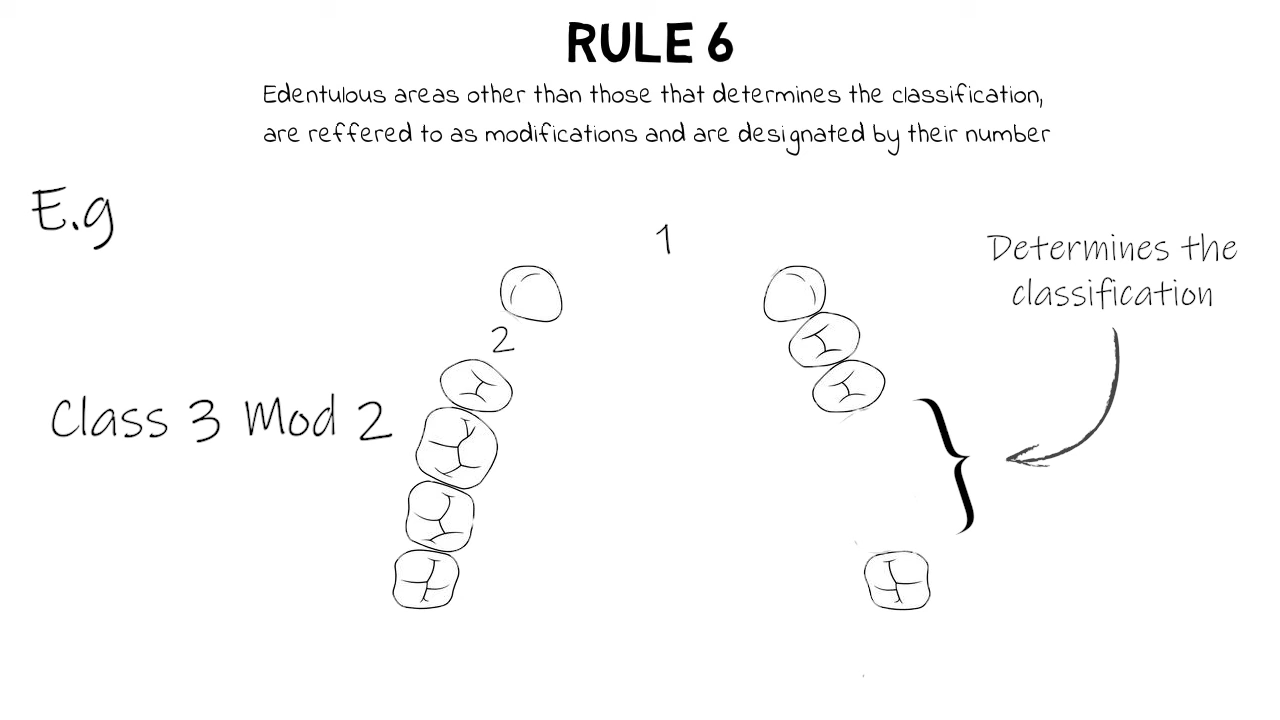 RULE 6
Edentulous areas other than those that determines the classification,
are reffered to as modifications and are designated by their number
E.g
1
Determines the
classification
2
Class 3 Mod 2